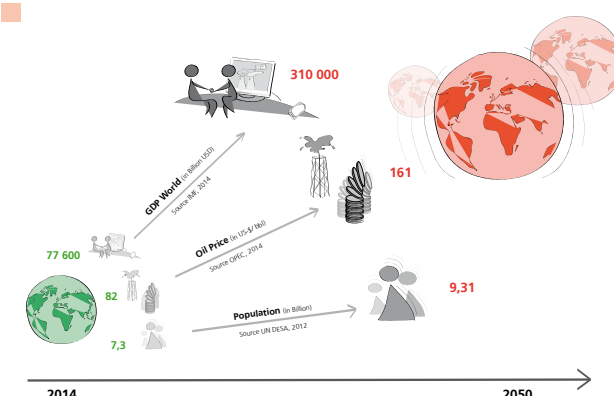 310 000
161
GDP World (in Billion USD)
Source IMF, 2014
Oil Price (in US-$/bbl)
Source OPEC, 2014
77 600
82
9,31
Population (in Billion)
Source UN DESA, 2012
7,3
2014
2050